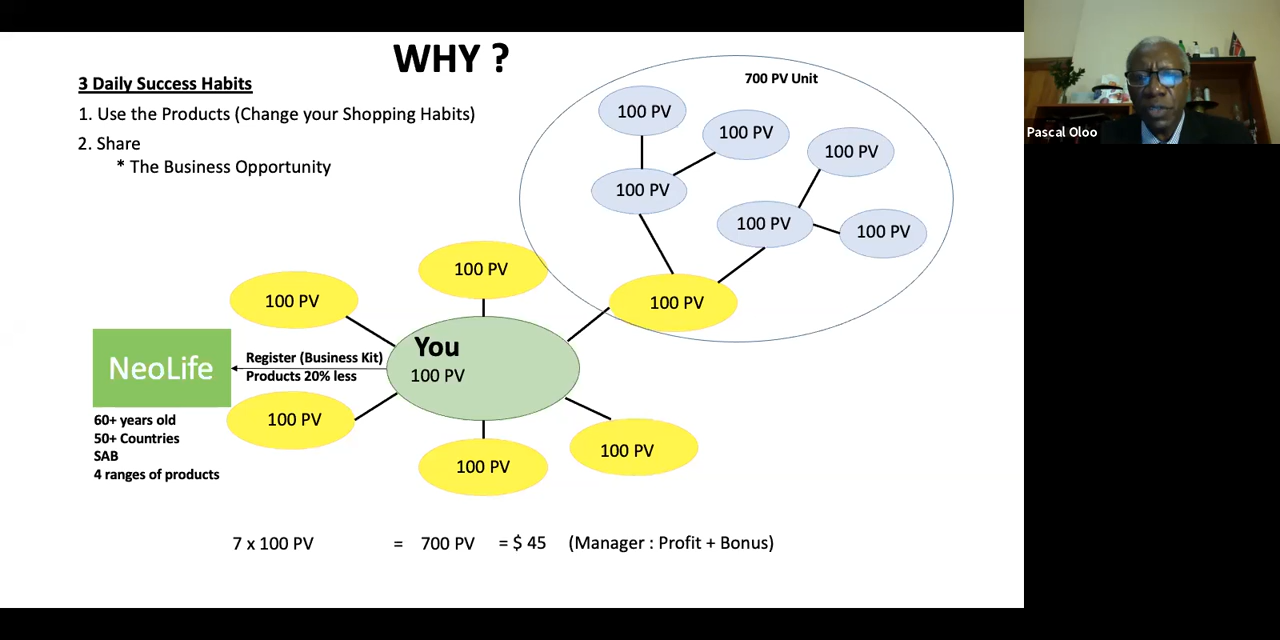 WHY ?
3 Daily Success Habits
1. Use the Products (Change your Shopping Habits)
2. Share
* The Business Opportunity
700 PV Unit
100 PV
100 PV
100 PV
100 PV
100 PV
100 PV
100 PV
100 PV
100 PV
You
100 PV
NeoLife
Register (Business Kit)
Products 20% less
60+ years old
50+ Countries
SAB
4 ranges of products
100 PV
100 PV
100 PV
7 x 100 PV = 700 PV = $ 45 (Manager : Profit + Bonus)
Pascal Oloo